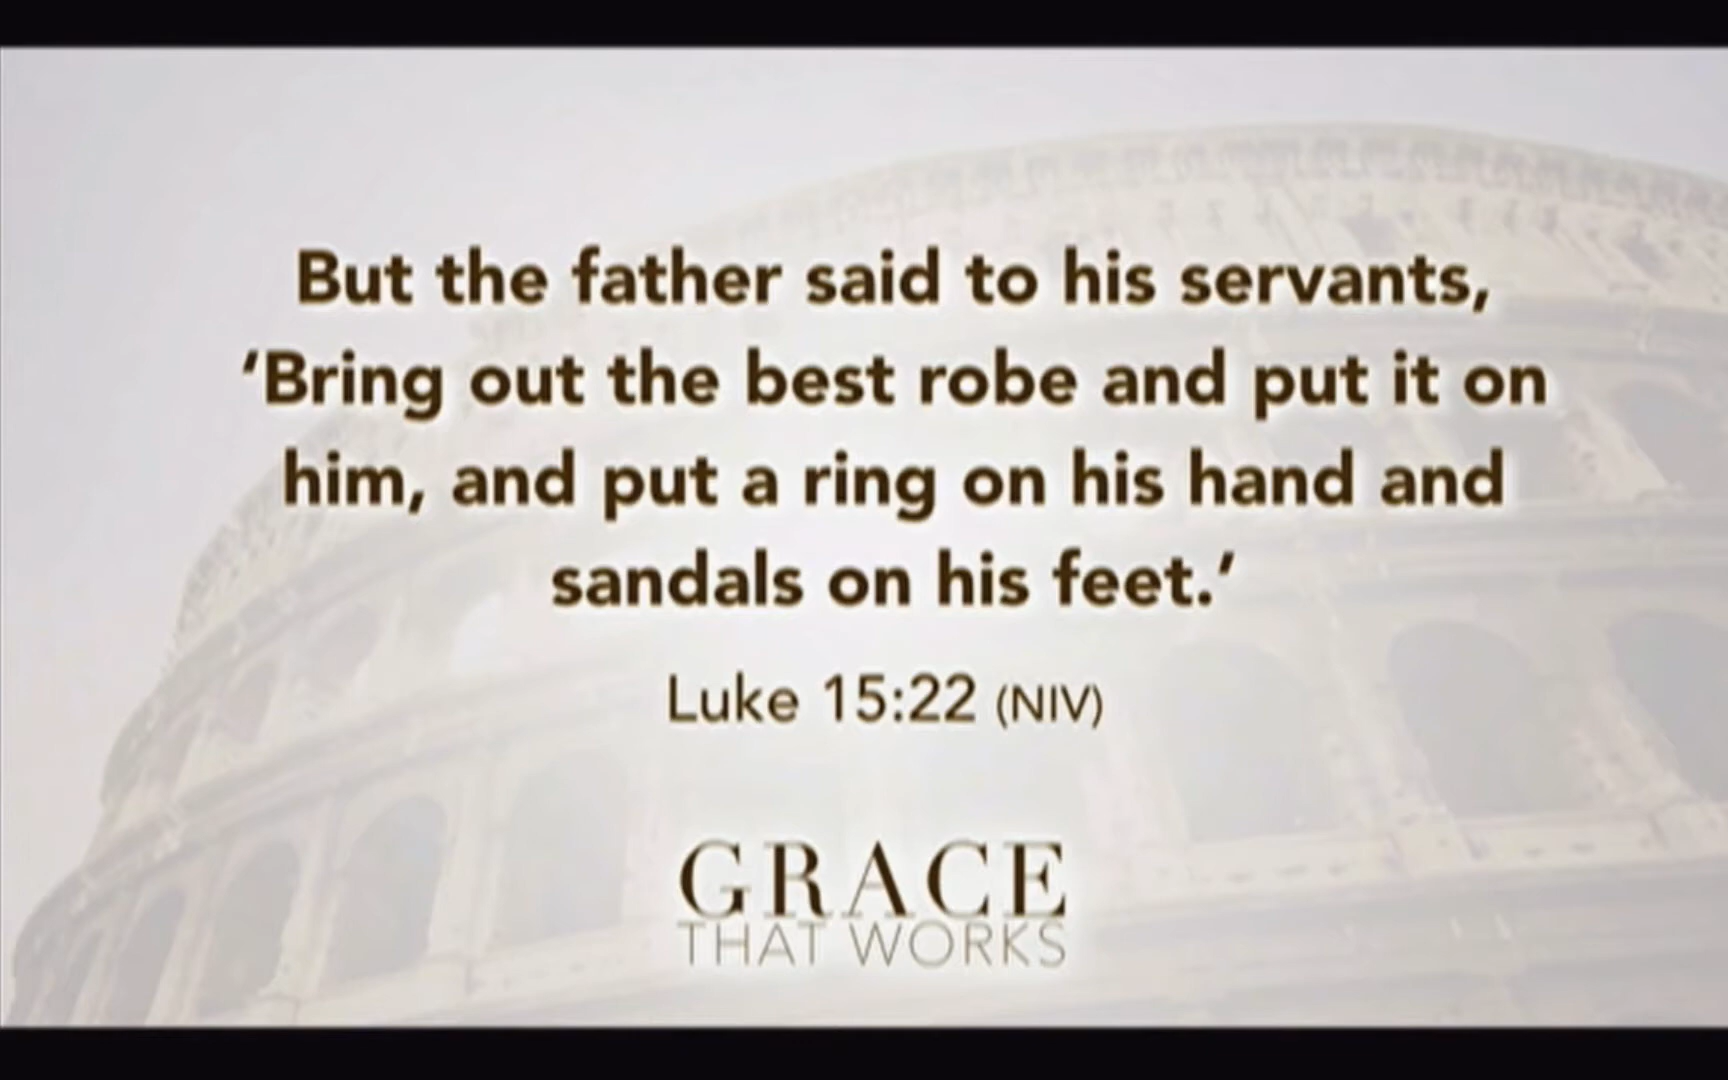 But the father said to his servants,
‘Bring out the best robe and put it on
him, and put a ring on his hand and
sandals on his feet.’
Luke 15:22 (NIV)
GRACE
THAT WORKS